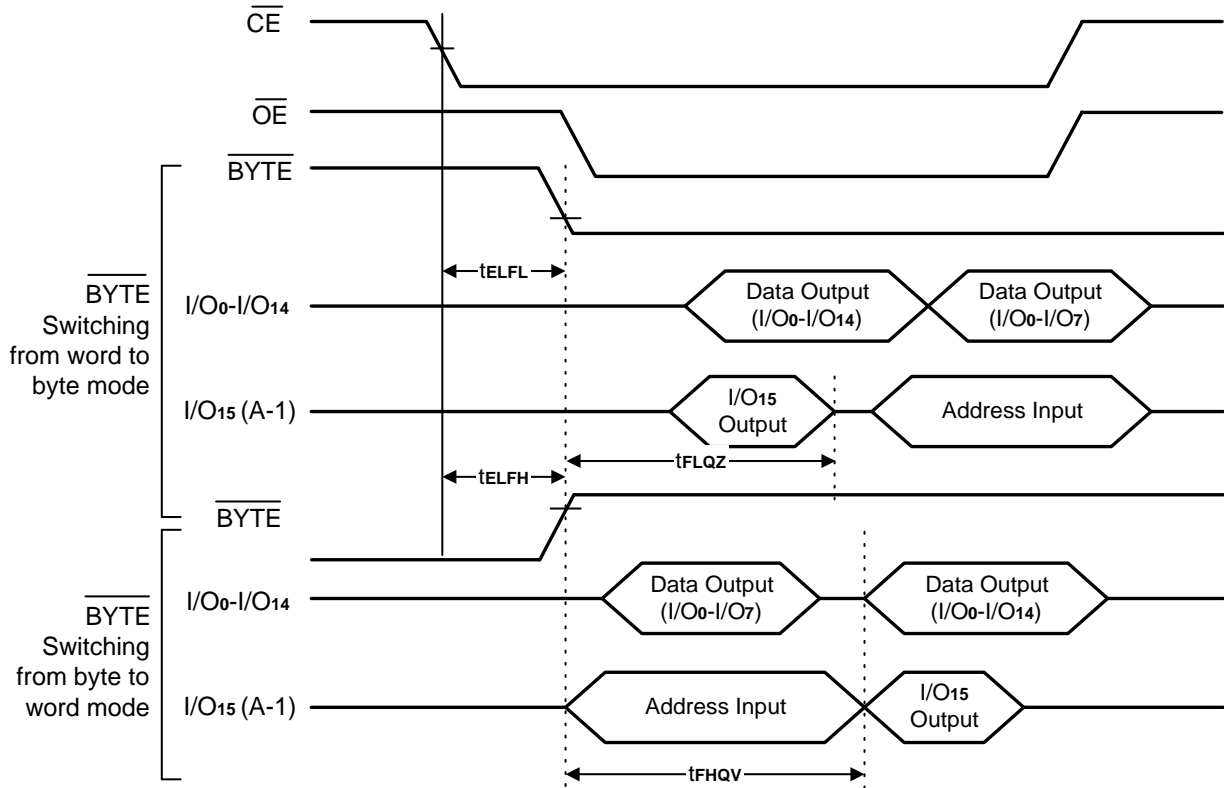 CE
OE
BYTE
tELFL
BYTE
Switching
from word to
byte mode
I/O0-I/O14
Data Output
(I/O0-I/O14)
Data Output
(I/O0-I/O7)
I/O15 (A-1)
I/O15
Output
Address Input
tELFH
tFLQZ
BYTE
BYTE
Switching
from byte to
word mode
I/O0-I/O14
Data Output
(I/O0-I/O7)
Data Output
(I/O0-I/O14)
I/O15 (A-1)
Address Input
I/O15
Output
tFHQV